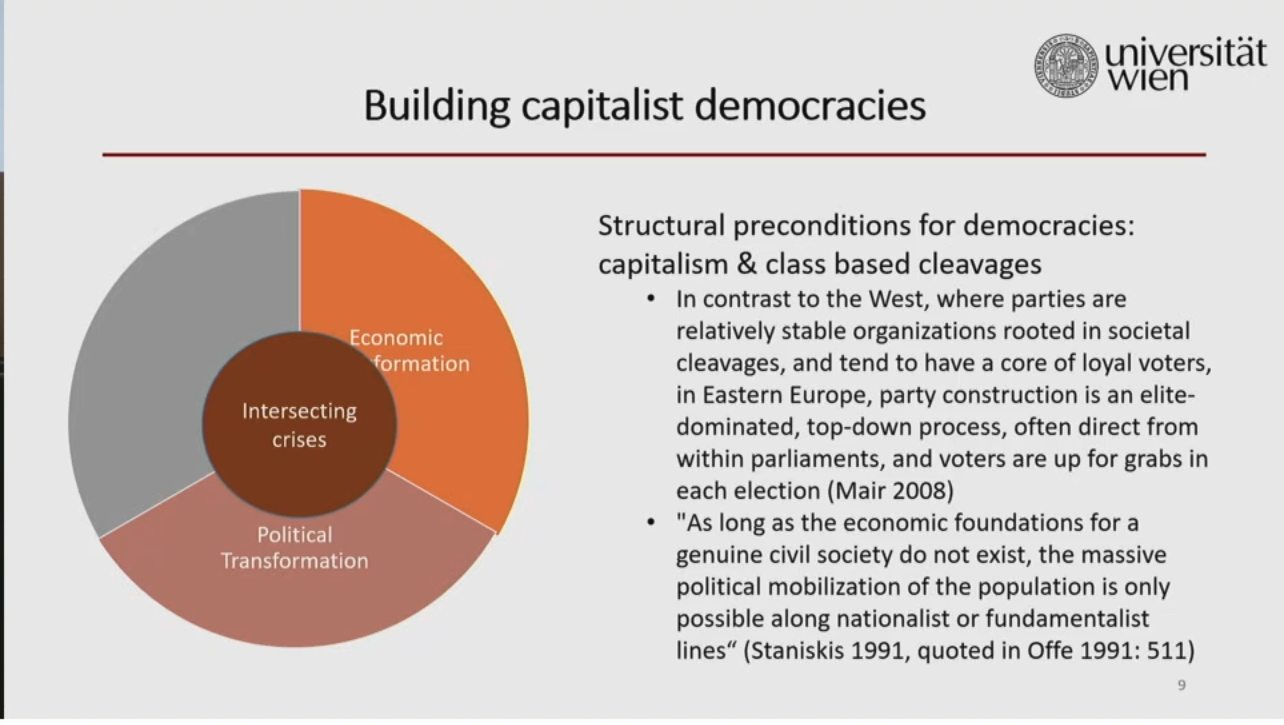 universität
wien
Building capitalist democracies
Economic
formation
Intersecting
crises
Political
Transformation
Structural preconditions for democracies:
capitalism & class based cleavages
• In contrast to the West, where parties are
relatively stable organizations rooted in societal
cleavages, and tend to have a core of loyal voters,
in Eastern Europe, party construction is an elite-
dominated, top-down process, often direct from
within parliaments, and voters are up for grabs in
each election (Mair 2008)
• "As long as the economic foundations for a
genuine civil society do not exist, the massive
political mobilization of the population is only
possible along nationalist or fundamentalist
lines“ (Staniskis 1991, quoted in Offe 1991: 511)
9